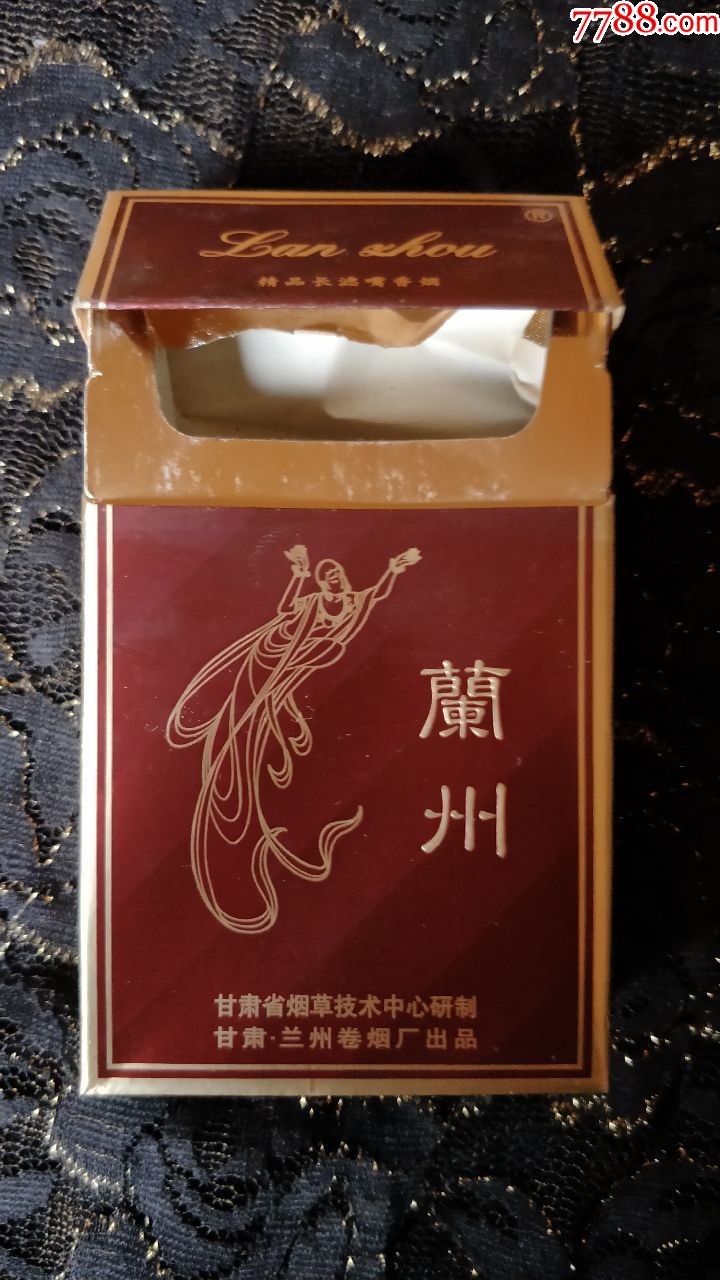 7788.com
Lan zhou
®
精品长滤嘴香烟
蘭
州
甘肃省烟草技术中心研制
甘肃·兰州卷烟厂出品